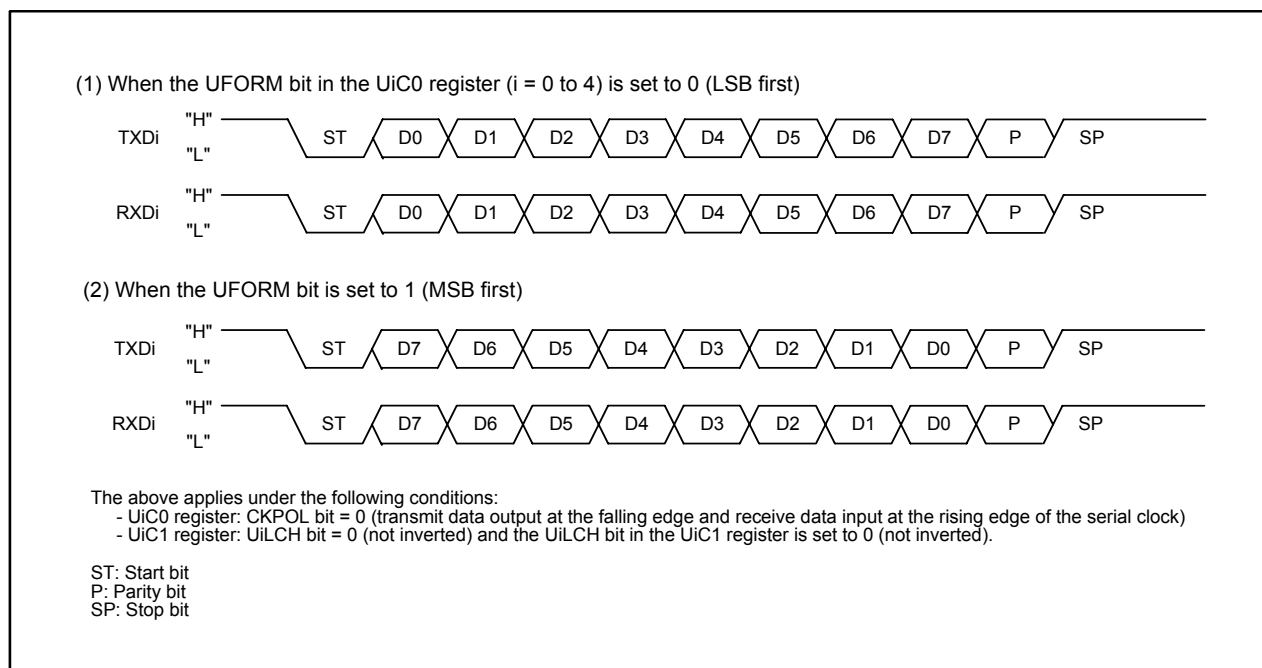 (1) When the UFORM bit in the UiC0 register (i = 0 to 4) is set to 0 (LSB first)
"H"
TXDi ST D0 D1 D2 D3 D4 D5 D6 D7 P SP
"L"
"H"
RXDi ST D0 D1 D2 D3 D4 D5 D6 D7 P SP
"L"
(2) When the UFORM bit is set to 1 (MSB first)
"H"
TXDi ST D7 D6 D5 D4 D3 D2 D1 D0 P SP
"L"
"H"
RXDi ST D7 D6 D5 D4 D3 D2 D1 D0 P SP
"L"
The above applies under the following conditions:
- UiC0 register: CKPOL bit = 0 (transmit data output at the falling edge and receive data input at the rising edge of the serial clock)
- UiC1 register: UiLCH bit = 0 (not inverted) and the UiLCH bit in the UiC1 register is set to 0 (not inverted).
ST: Start bit
P: Parity bit
SP: Stop bit